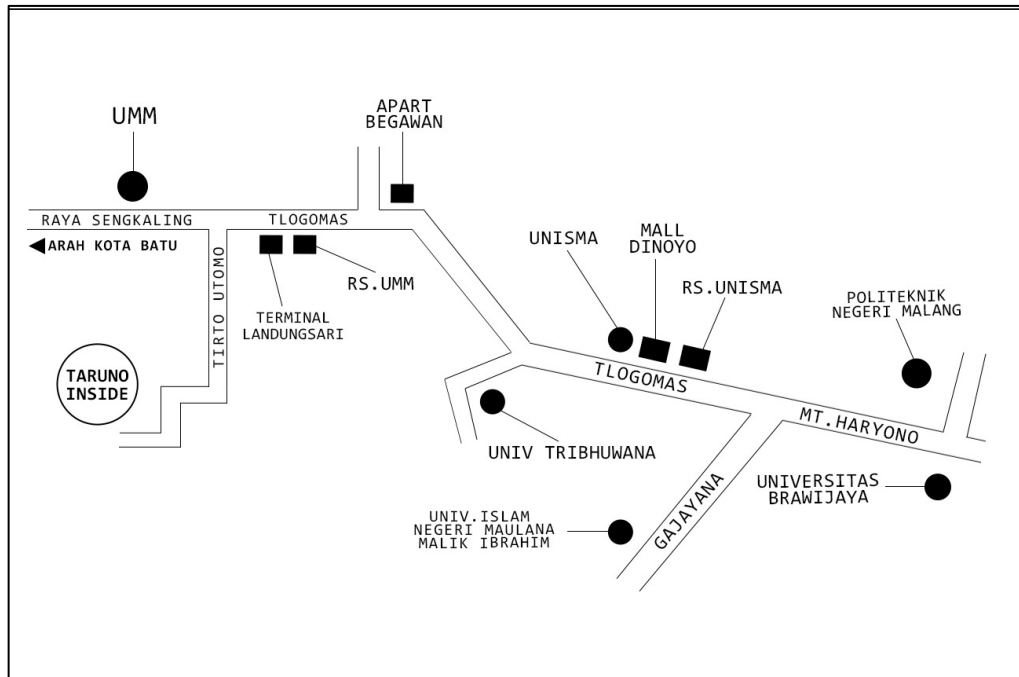 UMM
APART
BEGAWAN
RAYA SENGKALING
TLOGOMAS
ARAH KOTA BATU
TIRTO UTOMO
TERMINAL
LANDUNGSARI
RS.UMM
UNISMA
MALL
DINOYO
RS.UNISMA
POLITEKNIK
NEGERI MALANG
TARUNO
INSIDE
TLOGOMAS
MT.HARYONO
UNIV TRIBHUWANA
UNIVERSITAS
BRAWIJAYA
GAJAYANA
UNIV.ISLAM
NEGERI MAULANA
MALIK IBRAHIM